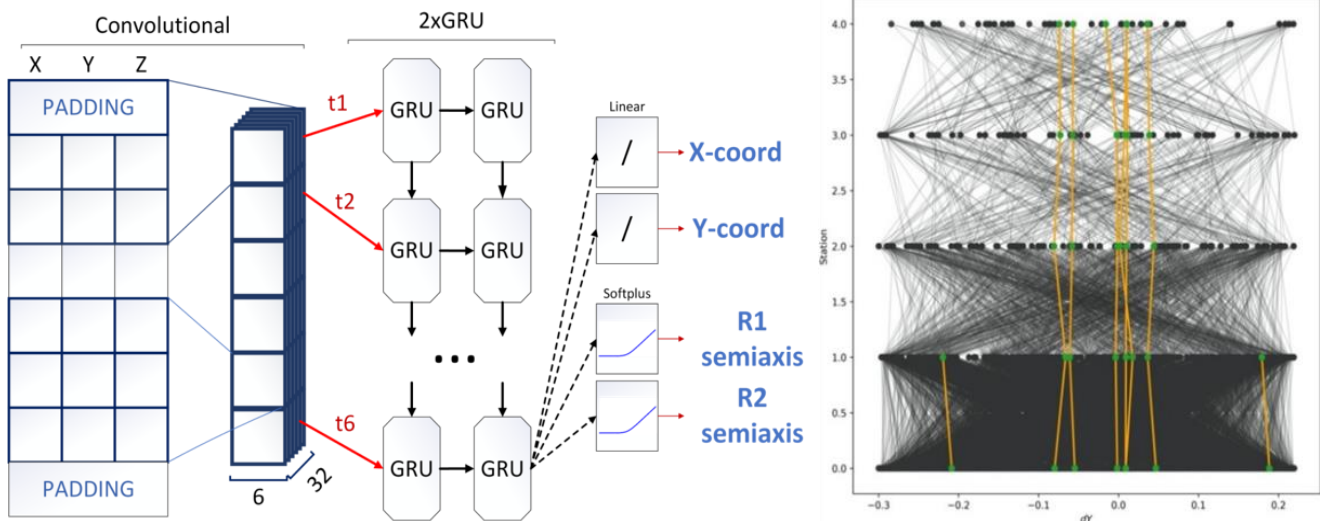 Convolutional
2xGRU
X Y Z
PADDING
t1
GRU GRU
t2
GRU GRU
...
t6
GRU GRU
PADDING
6
32
Linear
X-coord
Y-coord
Softplus
R1
semiaxis
R2
semiaxis
4.0
3.5
3.0
2.5
2.0
1.5
1.0
0.5
0.0
Station
−0.3 −0.2 −0.1 0.0 0.1 0.2
dY